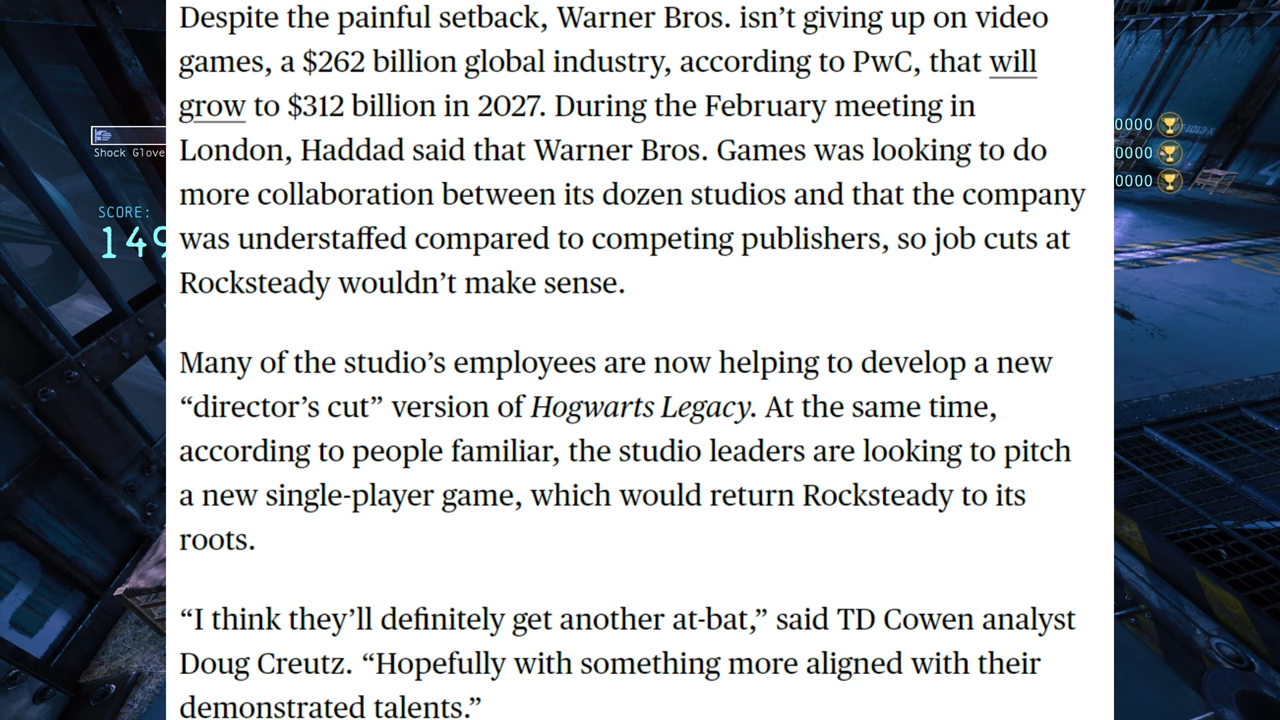 Despite the painful setback, Warner Bros. isn’t giving up on video
games, a $262 billion global industry, according to PwC, that will
grow to $312 billion in 2027. During the February meeting in
London, Haddad said that Warner Bros. Games was looking to do
more collaboration between its dozen studios and that the company
was understaffed compared to competing publishers, so job cuts at
Rocksteady wouldn’t make sense.
Many of the studio’s employees are now helping to develop a new
“director’s cut” version of Hogwarts Legacy. At the same time,
according to people familiar, the studio leaders are looking to pitch
a new single-player game, which would return Rocksteady to its
roots.
“I think they’ll definitely get another at-bat,” said TD Cowen analyst
Doug Creutz. “Hopefully with something more aligned with their
demonstrated talents.”
Shock Glove
SCORE:
149
0000
0000
0000